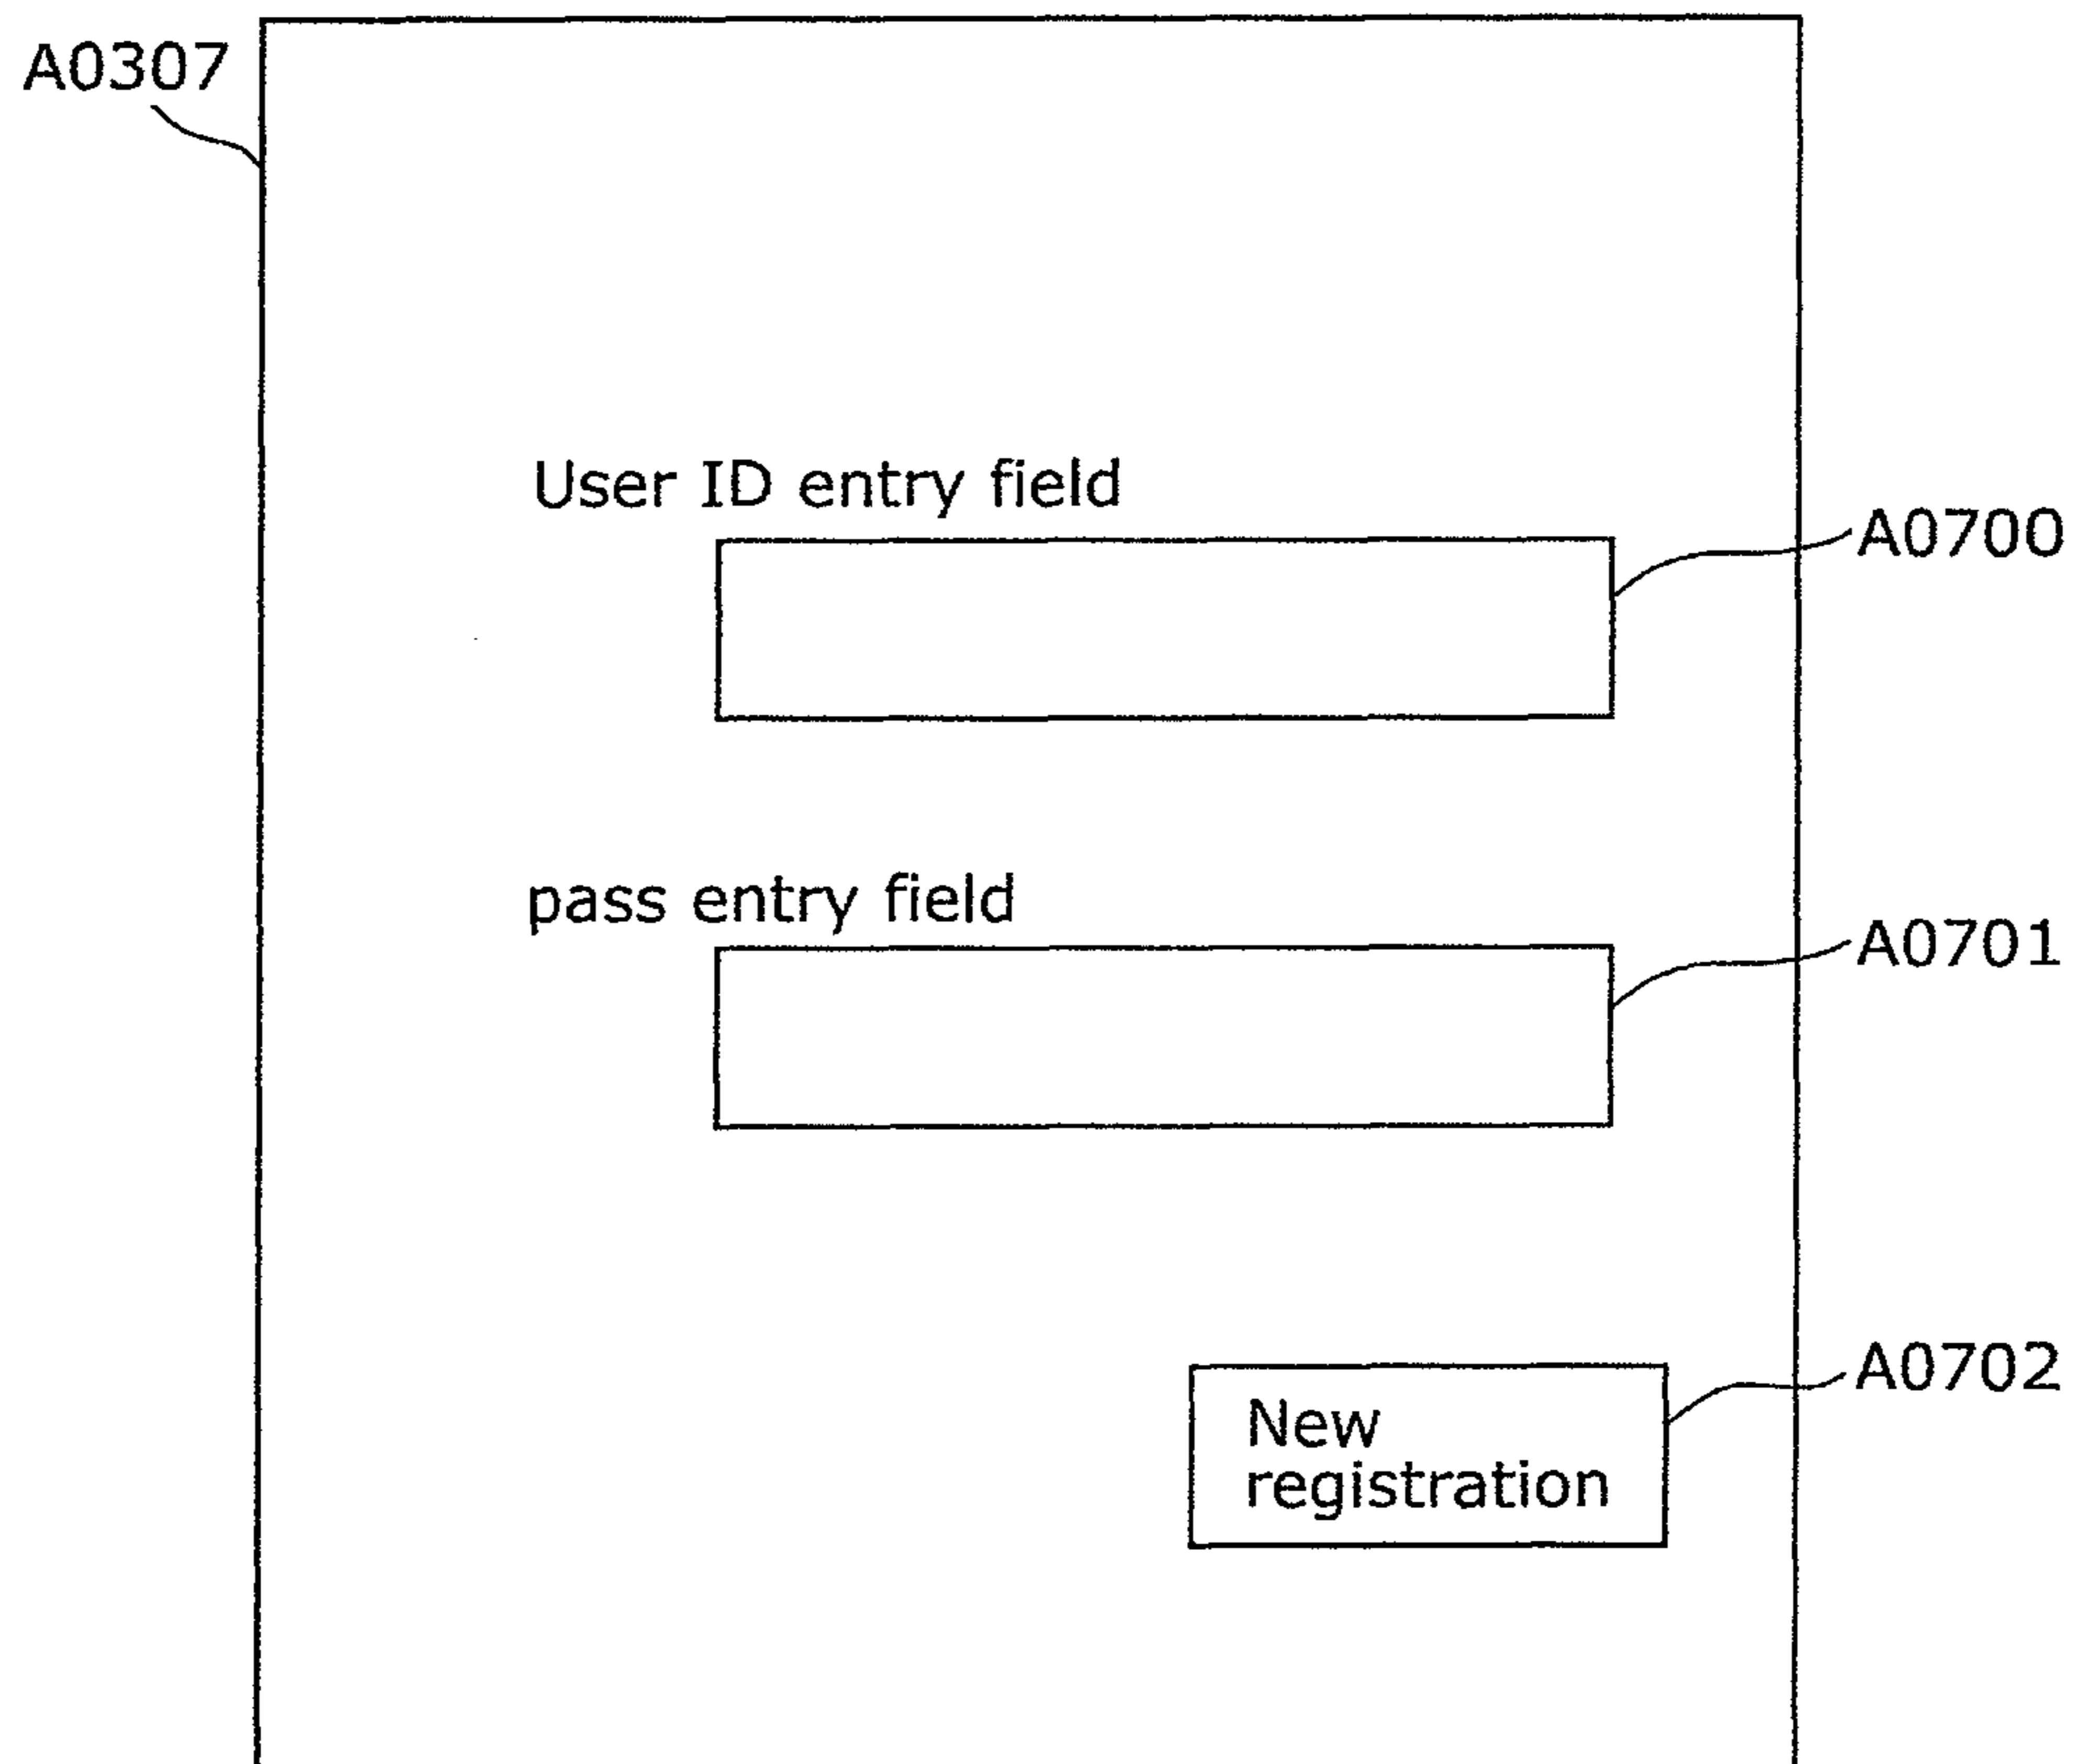 A0307
User ID entry field
A0700
pass entry field
A0701
A0702
New
registration